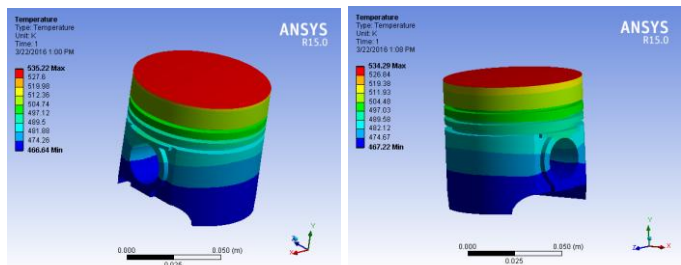 Temperature
Type: Temperature
Unit: K
Time: 1
3/22/2016 1:00 PM
535.22 Max
527.6
519.98
512.36
504.74
497.12
489.5
481.88
474.26
466.64 Min
ANSYS
R15.0
0.000
0.050 (m)
0.025
Y
X
Temperature
Type: Temperature
Unit: K
Time: 1
3/22/2016 1:00 PM
534.29 Max
526.84
519.38
511.93
504.48
497.03
489.58
482.12
474.67
467.22 Min
ANSYS
R15.0
0.000
0.050 (m)
0.025
Y
Z
X